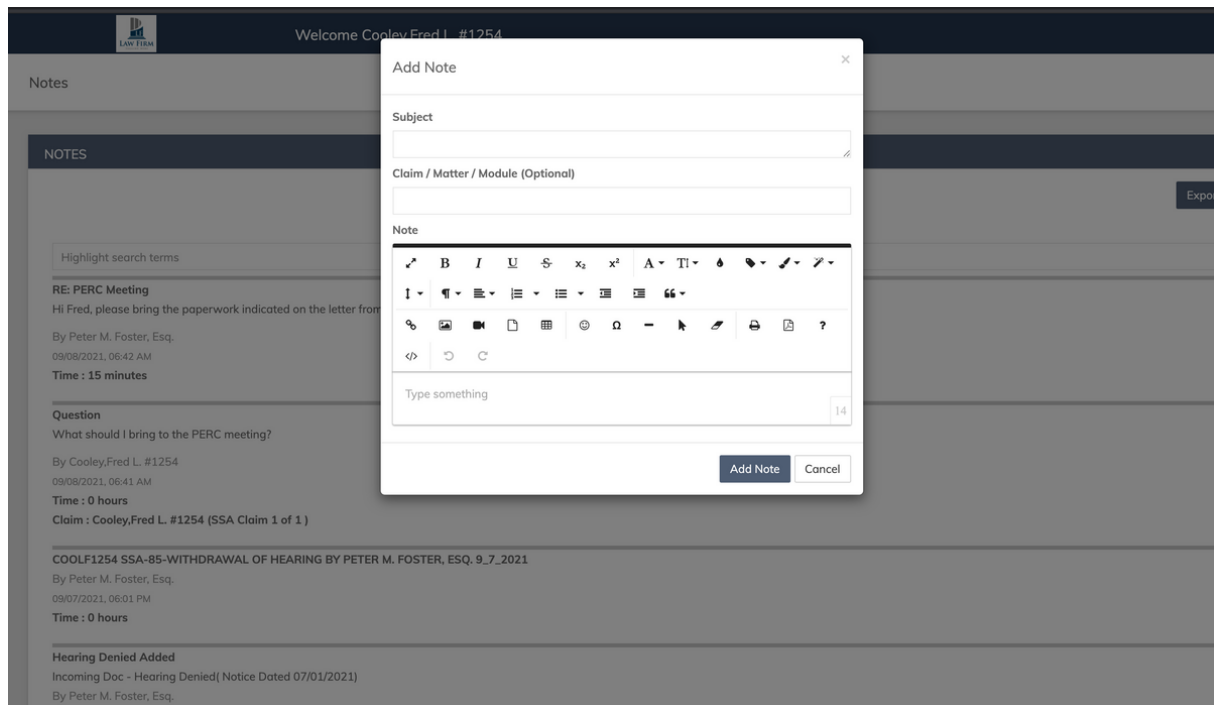 LAW FIRM
Welcome Cooley,Fred L. #1254
Notes
NOTES
Expo
Highlight search terms
RE: PERC Meeting
Hi Fred, please bring the paperwork indicated on the letter from
By Peter M. Foster, Esq.
09/08/2021, 06:42 AM
Time : 15 minutes
Question
What should I bring to the PERC meeting?
By Cooley,Fred L. #1254
09/08/2021, 06:41 AM
Time : 0 hours
Claim : Cooley,Fred L. #1254 (SSA Claim 1 of 1 )
COOLF1254 SSA-85-WITHDRAWAL OF HEARING BY PETER M. FOSTER, ESQ. 9_7_2021
By Peter M. Foster, Esq.
09/07/2021, 06:01 PM
Time : 0 hours
Hearing Denied Added
Incoming Doc - Hearing Denied( Notice Dated 07/01/2021)
By Peter M. Foster, Esq.
Add Note ×
Subject
Claim / Matter / Module (Optional)
Note
B I U S x₂ x² A TI
¶
Ω ?
</>
Type something
14
Add Note Cancel